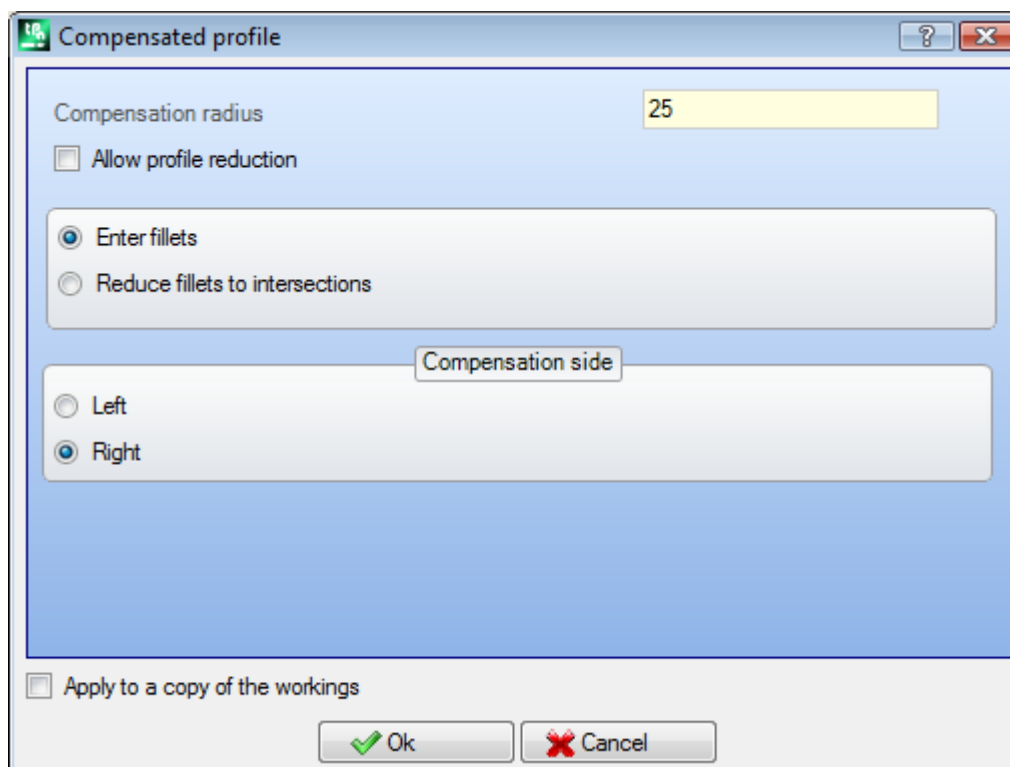 Compensated profile
Compensation radius 25
Allow profile reduction
Enter fillets
Reduce fillets to intersections
Compensation side
Left
Right
Apply to a copy of the workings
Ok Cancel